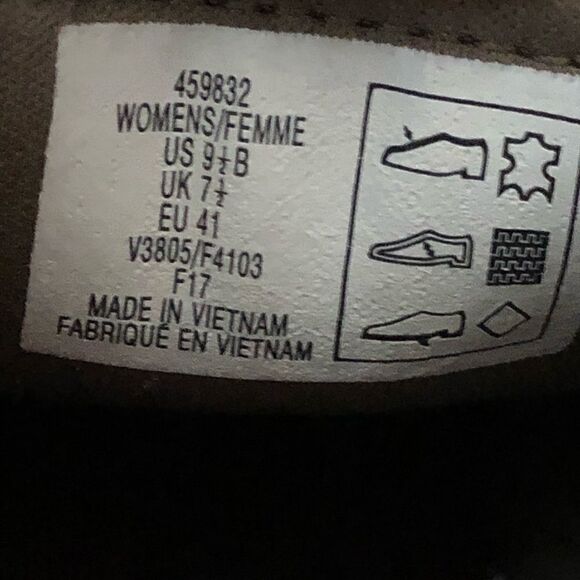 459832
WOMENS/FEMME
US 9½B
UK 7½
EU 41
V3805/F4103
F17
MADE IN VIETNAM
FABRIQUÉ EN VIETNAM